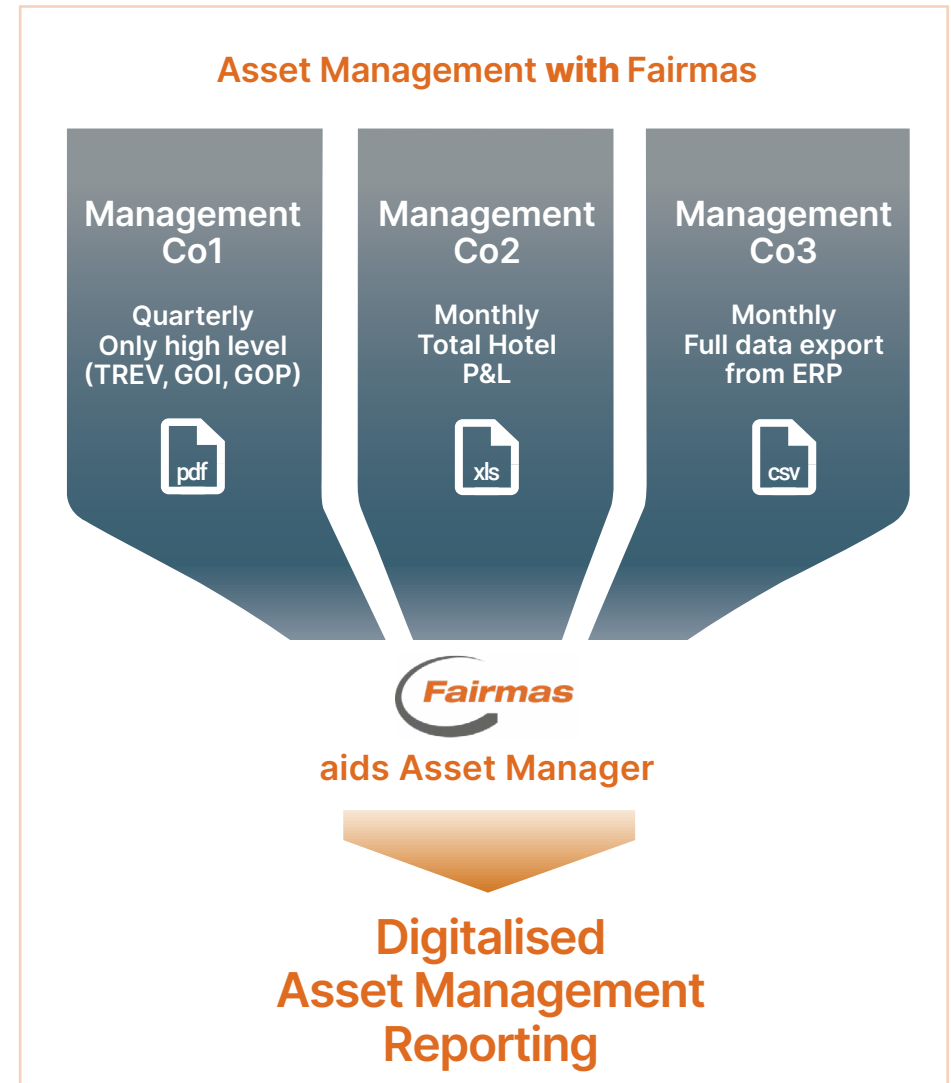 Asset Management with Fairmas
Management
Co1
Quarterly
Only high level
(TREV, GOI, GOP)
pdf
Management
Co2
Monthly
Total Hotel
P&L
xls
Management
Co3
Monthly
Full data export
from ERP
csv
Fairmas
aids Asset Manager
Digitalised
Asset Management
Reporting